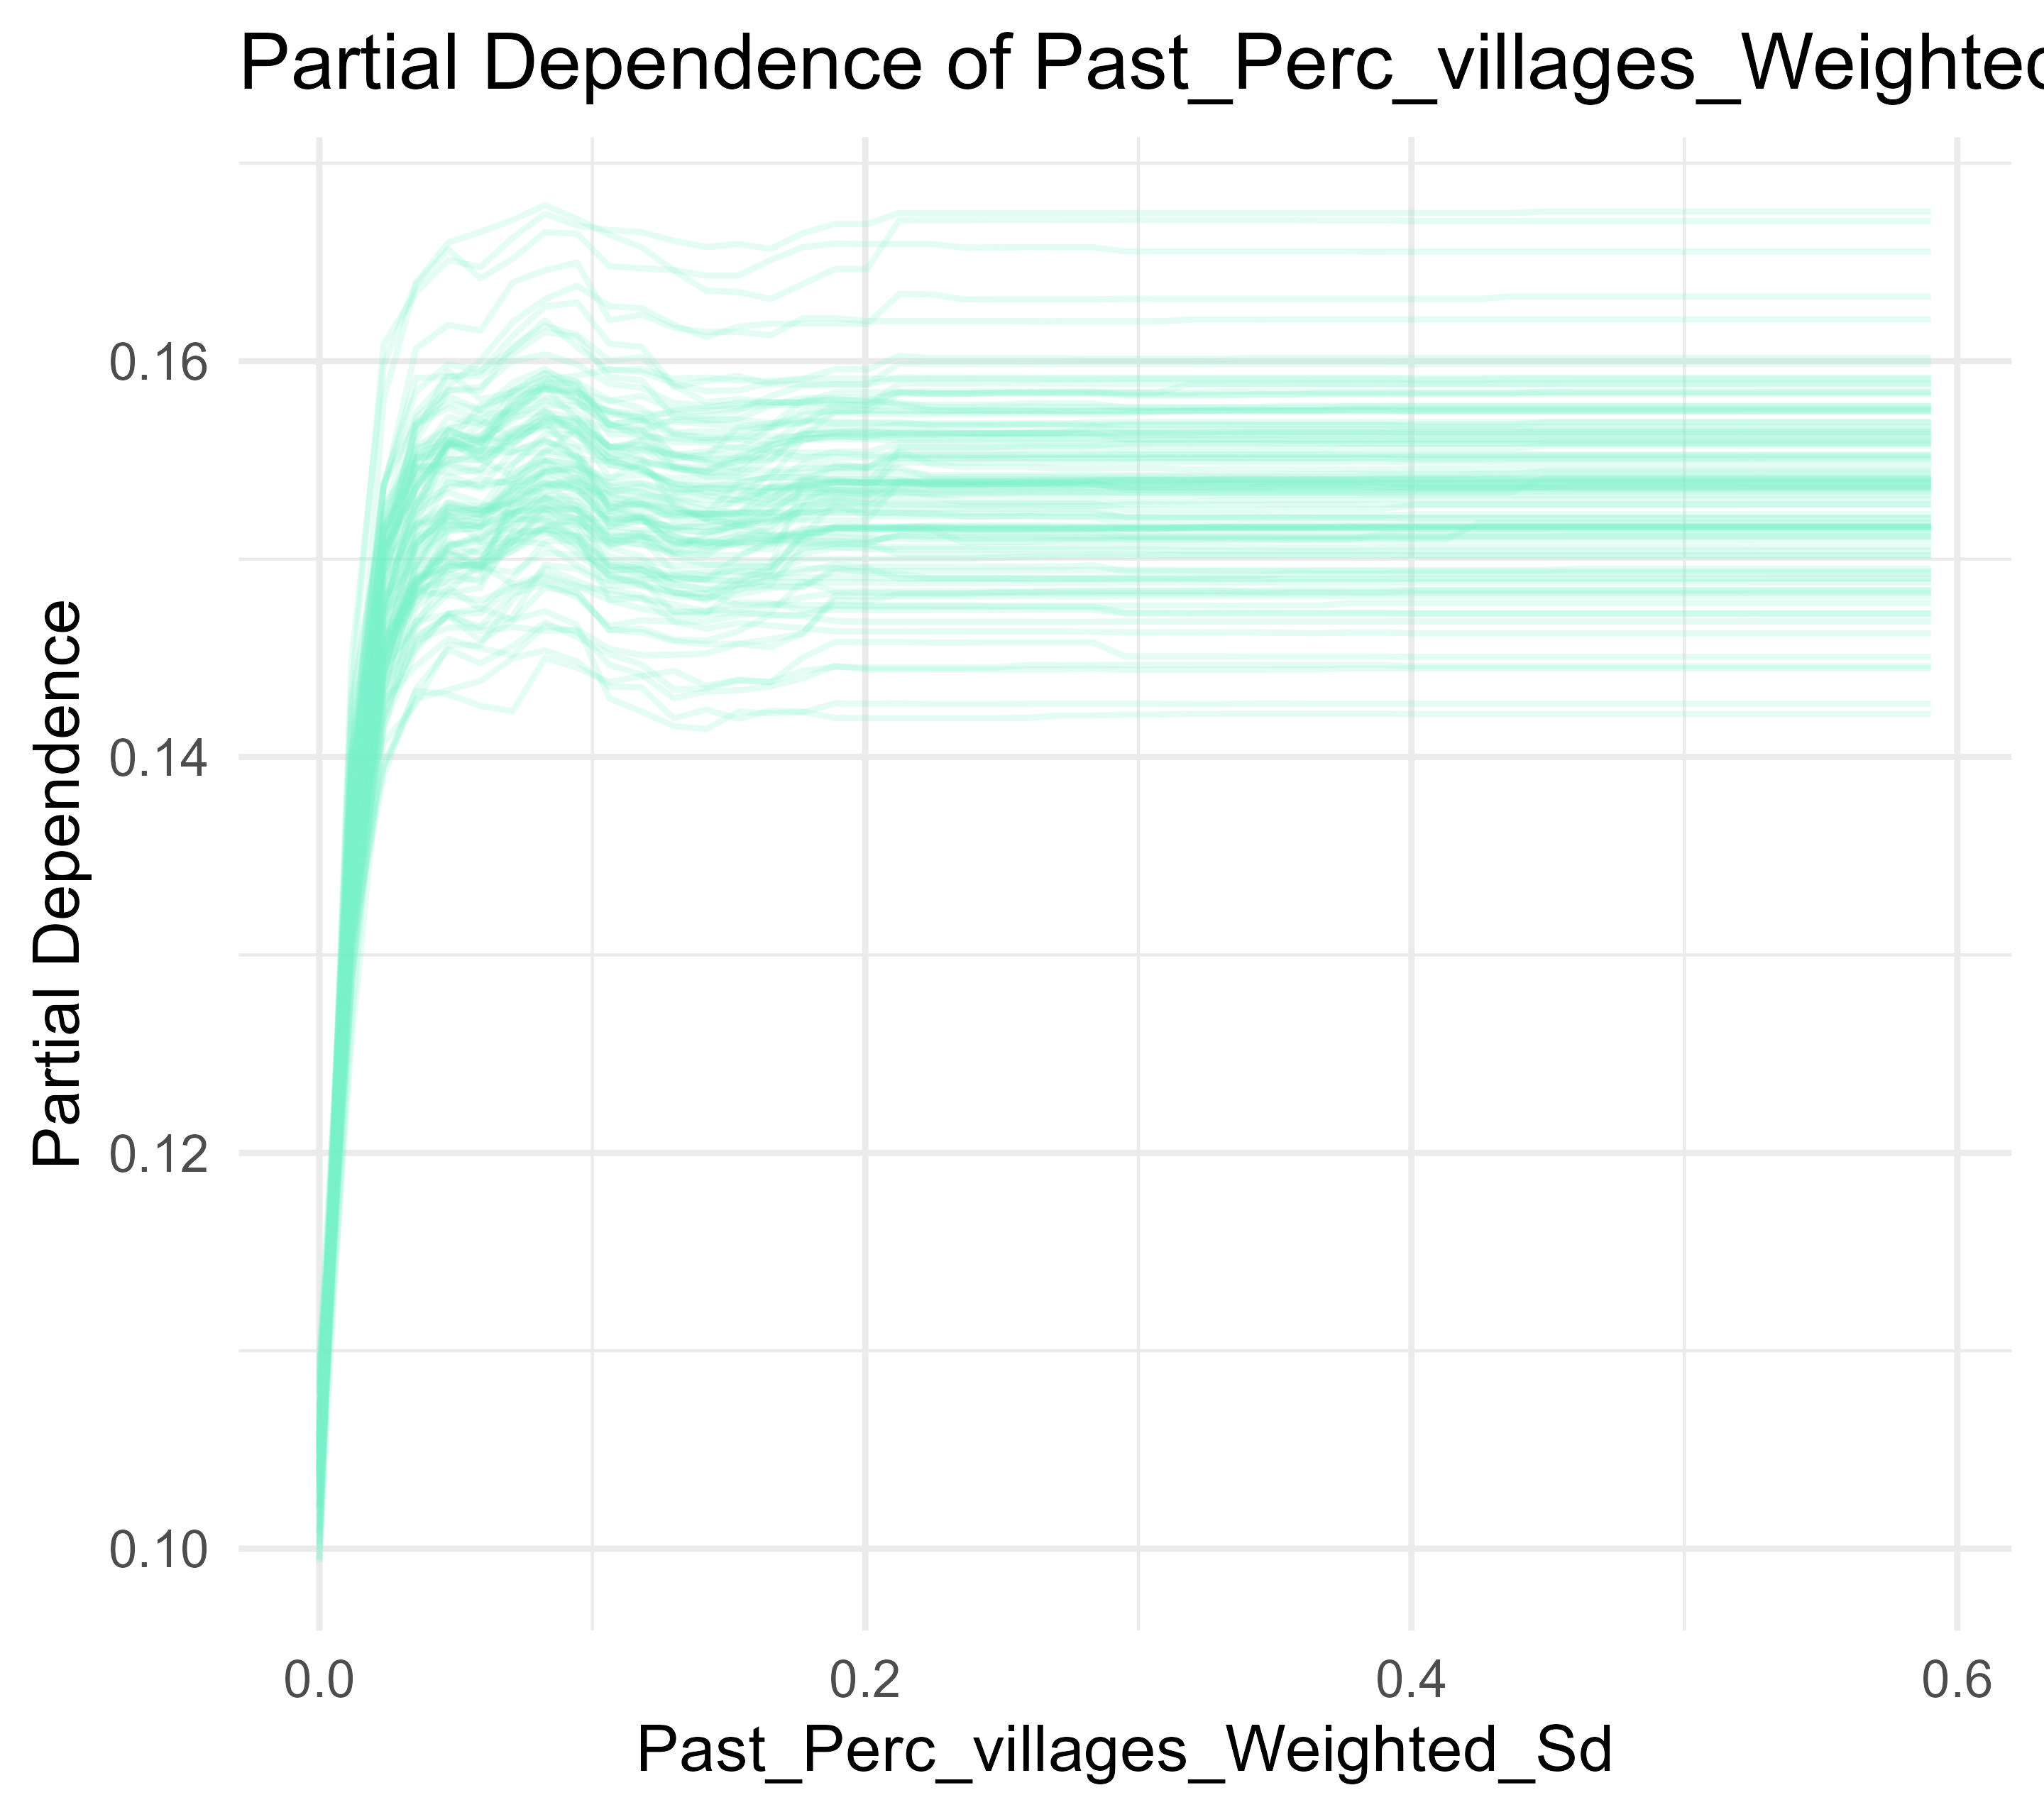 Partial Dependence of Past_Perc_villages_Weighted
Partial Dependence
0.16
0.14
0.12
0.10
0.0 0.2 0.4 0.6
Past_Perc_villages_Weighted_Sd